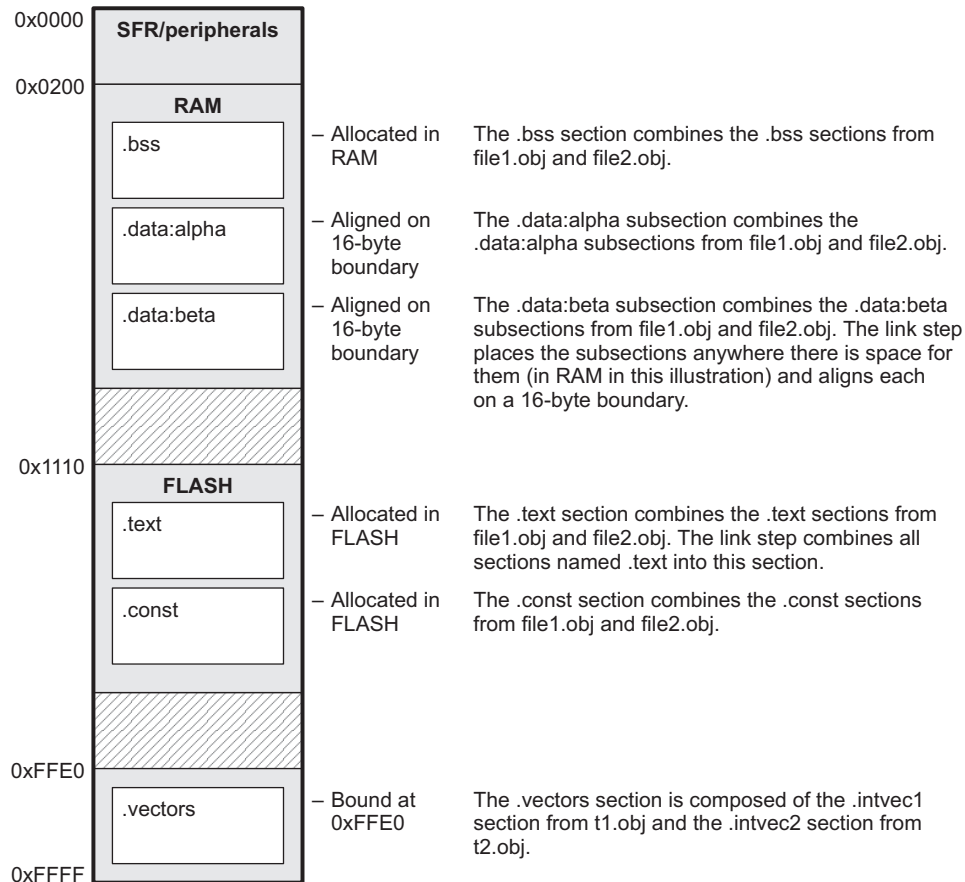 0x0000
SFR/peripherals
0x0200
RAM
.bss
– Allocated in
RAM
The .bss section combines the .bss sections from
file1.obj and file2.obj.
.data:alpha
– Aligned on
16-byte
boundary
The .data:alpha subsection combines the
.data:alpha subsections from file1.obj and file2.obj.
.data:beta
– Aligned on
16-byte
boundary
The .data:beta subsection combines the .data:beta
subsections from file1.obj and file2.obj. The link step
places the subsections anywhere there is space for
them (in RAM in this illustration) and aligns each
on a 16-byte boundary.
0x1110
FLASH
.text
– Allocated in
FLASH
The .text section combines the .text sections from
file1.obj and file2.obj. The link step combines all
sections named .text into this section.
.const
– Allocated in
FLASH
The .const section combines the .const sections
from file1.obj and file2.obj.
0xFFE0
.vectors
– Bound at
0xFFE0
The .vectors section is composed of the .intvec1
section from t1.obj and the .intvec2 section from
t2.obj.
0xFFFF